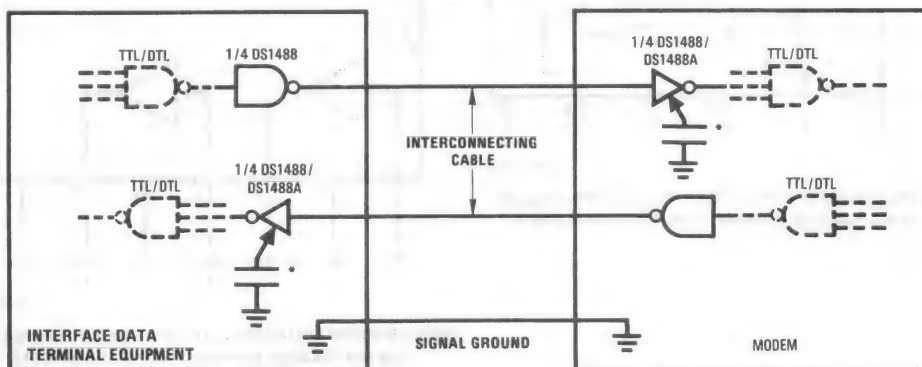 TTL/DTL
1/4 DS1488
INTERCONNECTING
CABLE
1/4 DS1488/
DS1488A
TTL/DTL
TTL/DTL
1/4 DS1488/
DS1488A
*
TTL/DTL
*
INTERFACE DATA
TERMINAL EQUIPMENT
SIGNAL GROUND
MODEM